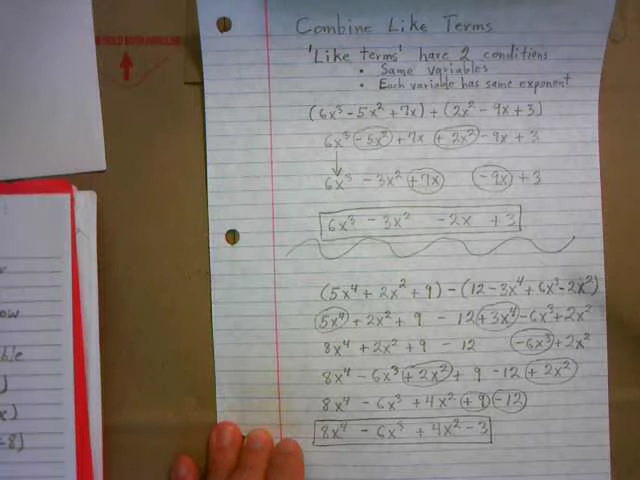 Combine Like Terms
'Like terms' have 2 conditions
• Same variables
• Each variable has same exponent
(6x³ - 5x² + 7x) + (2x² - 9x + 3)
6x³ - 5x² + 7x + 2x² - 9x + 3
6x³ - 3x² + 7x - 9x + 3
6x³ - 3x² - 2x + 3
(5x⁴ + 2x² + 9) - (12 - 3x⁴ + 6x³ - 2x²)
5x⁴ + 2x² + 9 - 12 + 3x⁴ - 6x³ + 2x²
8x⁴ + 2x² + 9 - 12 - 6x³ + 2x²
8x⁴ - 6x³ + 2x² + 9 - 12 + 2x²
8x⁴ - 6x³ + 4x² + 9 - 12
8x⁴ - 6x³ + 4x² - 3
ow
ble
x)
-8)